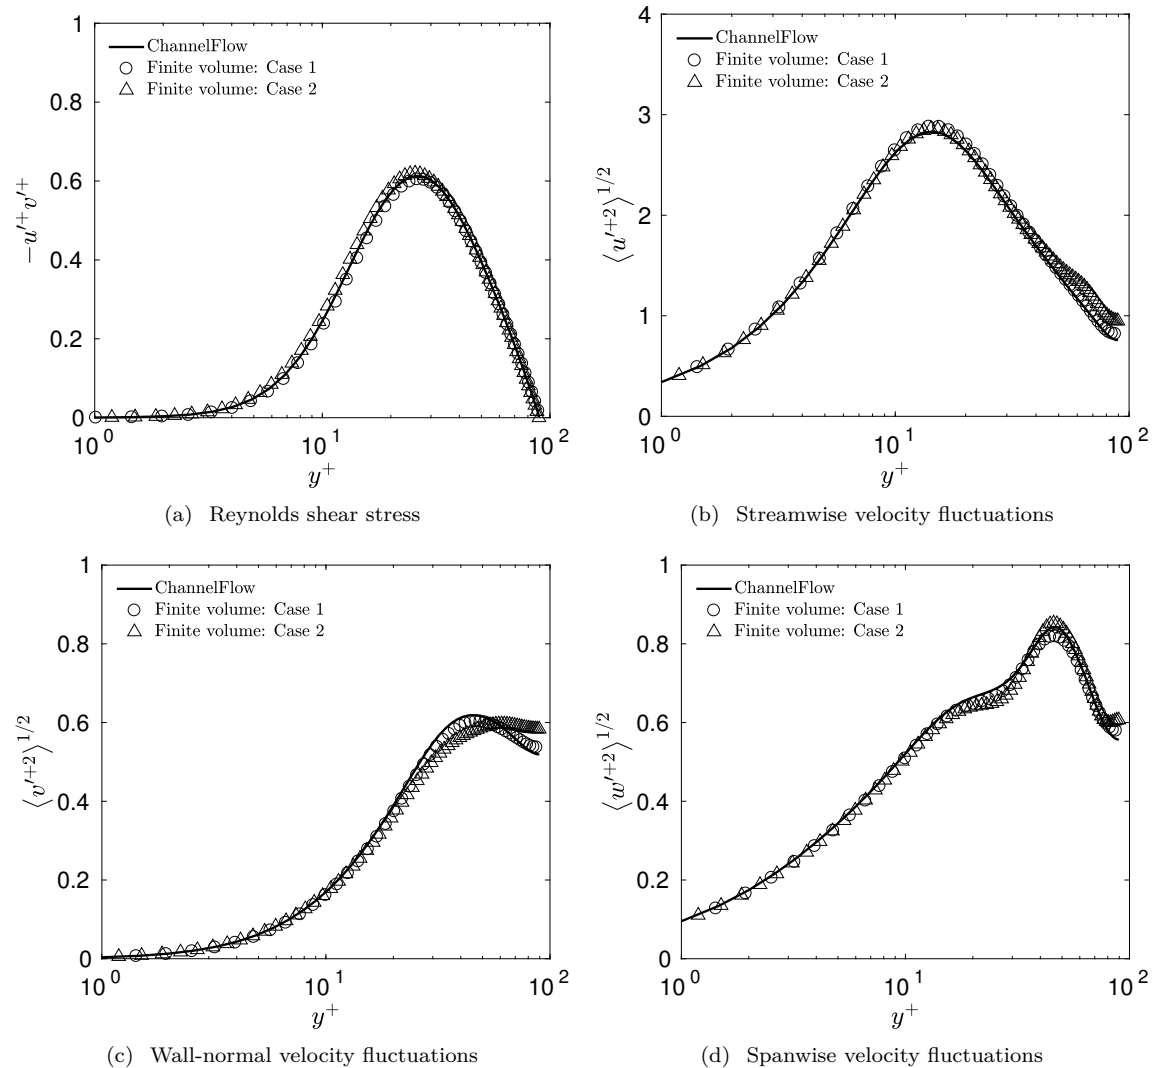 1
0.8
0.6
0.4
0.2
0
10^0 10^1 10^2
−u′^+v′^+
y^+
ChannelFlow
Finite volume: Case 1
Finite volume: Case 2
(a) Reynolds shear stress
4
3
2
1
0
10^0 10^1 10^2
⟨u′^{+2}⟩^{1/2}
y^+
ChannelFlow
Finite volume: Case 1
Finite volume: Case 2
(b) Streamwise velocity fluctuations
1
0.8
0.6
0.4
0.2
0
10^0 10^1 10^2
⟨v′^{+2}⟩^{1/2}
y^+
ChannelFlow
Finite volume: Case 1
Finite volume: Case 2
(c) Wall-normal velocity fluctuations
1
0.8
0.6
0.4
0.2
0
10^0 10^1 10^2
⟨w′^{+2}⟩^{1/2}
y^+
ChannelFlow
Finite volume: Case 1
Finite volume: Case 2
(d) Spanwise velocity fluctuations